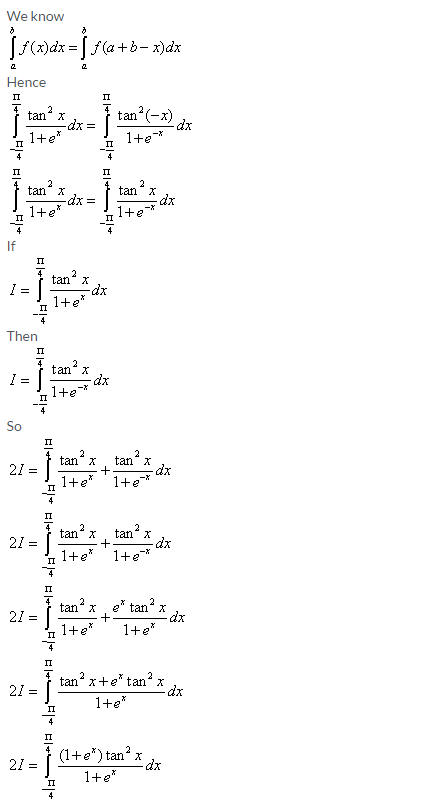 We know
∫_a^b f(x)dx = ∫_a^b f(a+b−x)dx
Hence
∫_{−π/4}^{π/4} tan² x / (1+e^x) dx = ∫_{−π/4}^{π/4} tan²(−x) / (1+e^{−x}) dx
∫_{−π/4}^{π/4} tan² x / (1+e^x) dx = ∫_{−π/4}^{π/4} tan² x / (1+e^{−x}) dx
If
I = ∫_{−π/4}^{π/4} tan² x / (1+e^x) dx
Then
I = ∫_{−π/4}^{π/4} tan² x / (1+e^{−x}) dx
So
2I = ∫_{−π/4}^{π/4} tan² x / (1+e^x) + tan² x / (1+e^{−x}) dx
2I = ∫_{−π/4}^{π/4} tan² x / (1+e^x) + tan² x / (1+e^{−x}) dx
2I = ∫_{−π/4}^{π/4} tan² x / (1+e^x) + e^x tan² x / (1+e^x) dx
2I = ∫_{−π/4}^{π/4} (tan² x+e^x tan² x) / (1+e^x) dx
2I = ∫_{−π/4}^{π/4} (1+e^x) tan² x / (1+e^x) dx